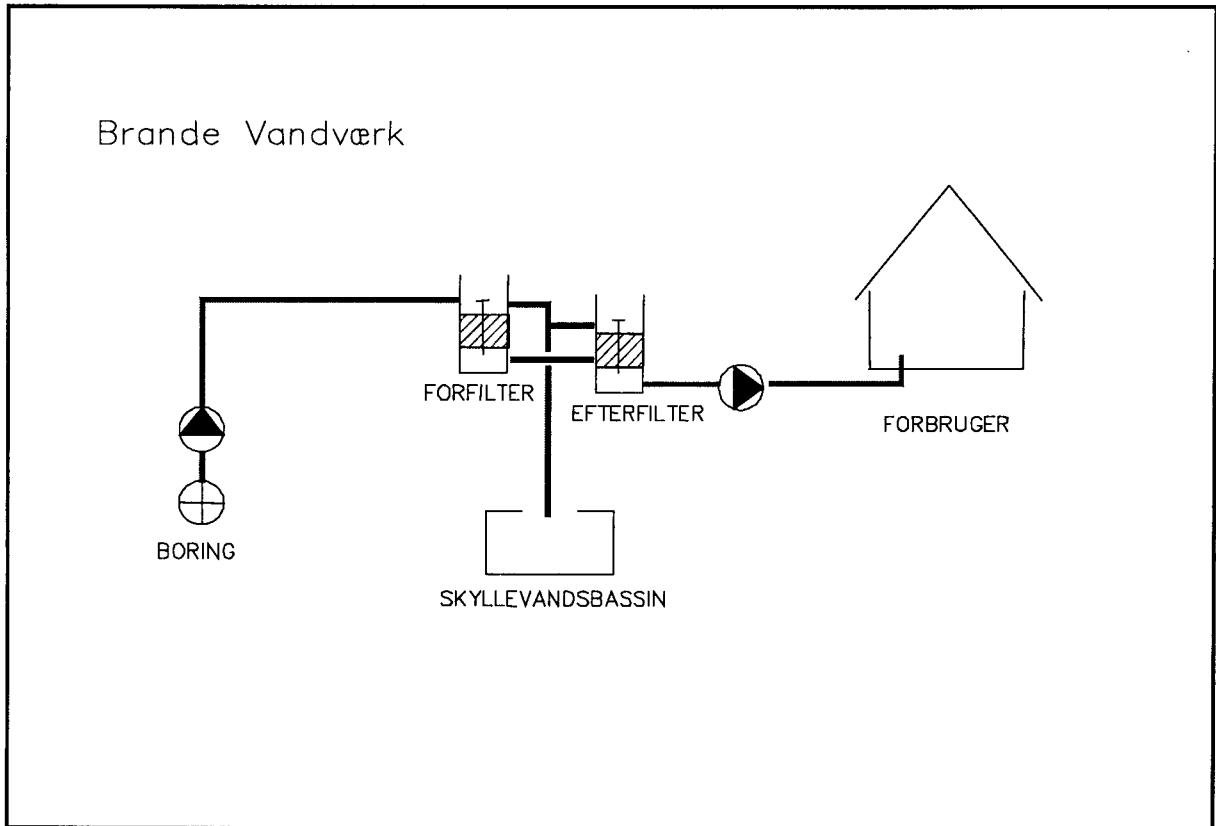 Brande Vandværk
FORFILTER
EFTERFILTER
FORBRUGER
BORING
SKYLLEVANDSBASSIN